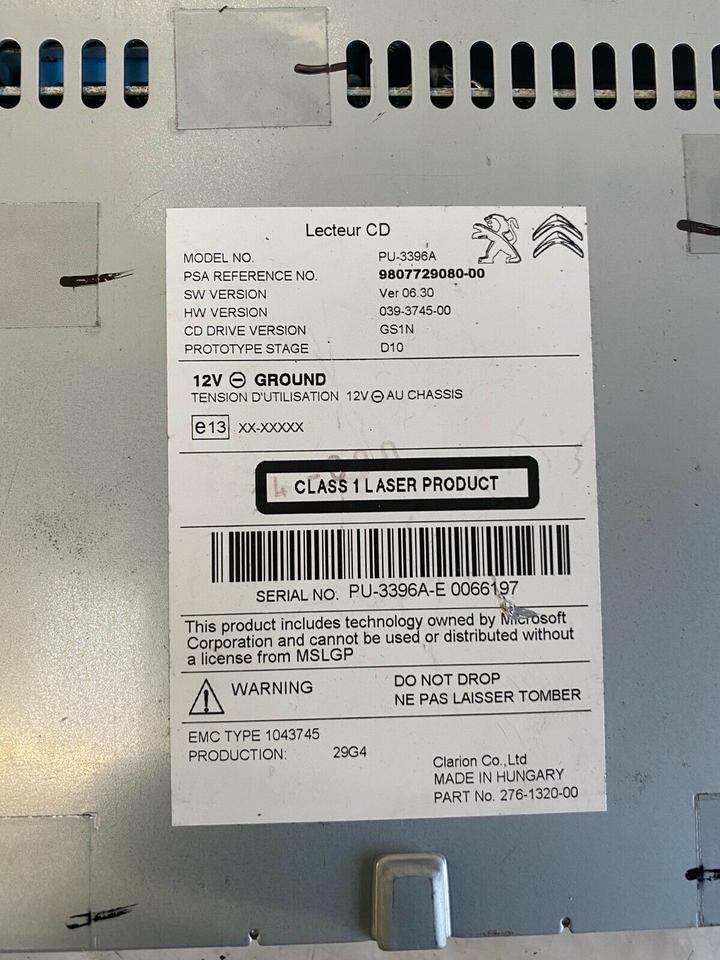 Lecteur CD
MODEL NO. PU-3396A
PSA REFERENCE NO. 9807729080-00
SW VERSION Ver 06.30
HW VERSION 039-3745-00
CD DRIVE VERSION GS1N
PROTOTYPE STAGE D10
12V ⊖ GROUND
TENSION D'UTILISATION 12V ⊖ AU CHASSIS
e13 XX-XXXXX
CLASS 1 LASER PRODUCT
SERIAL NO. PU-3396A-E 0066197
This product includes technology owned by Microsoft
Corporation and cannot be used or distributed without
a license from MSLGP
WARNING
DO NOT DROP
NE PAS LAISSER TOMBER
EMC TYPE 1043745
PRODUCTION: 29G4
Clarion Co.,Ltd
MADE IN HUNGARY
PART No. 276-1320-00